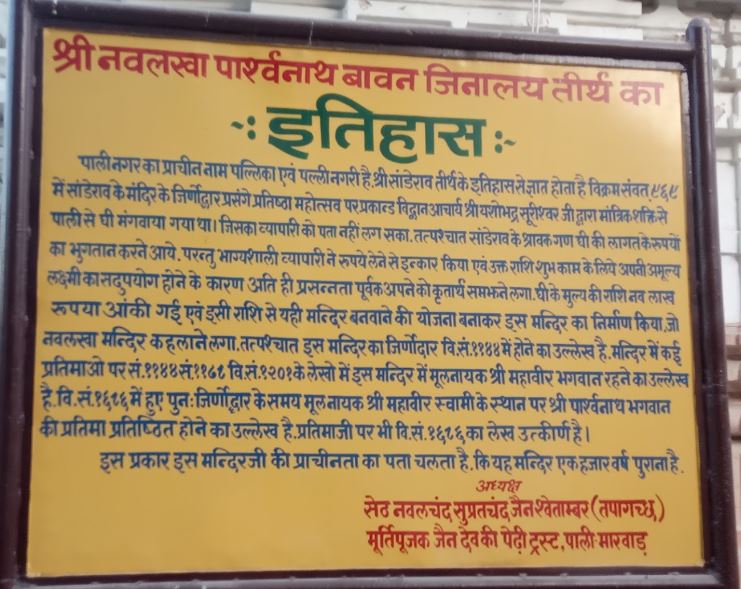 श्री नवलखा पार्श्वनाथ बावन जिनालय तीर्थ का
-: इतिहास :-
पाली नगर का प्राचीन नाम पल्लिका एवं पल्ली नगरी है. श्री सांडेराव तीर्थ के इतिहास से ज्ञात होता है विक्रम संवत् ९६९
में सांडेराव के मंदिर के जिर्णोद्वार प्रसंगे प्रतिष्ठा महोत्सव पर प्रकान्ड विद्वान आचार्य श्री यशोभद्र सूरीश्वर जी द्वारा मांत्रिक शक्ति से
पाली से घी मंगवाया गया था। जिसका व्यापारी को पता नहीं लग सका. तत्पश्चात सांडेराव के श्रावक गण घी की लागत के रूपयों
का भुगतान करने आये. परन्तु भाग्यशाली व्यापारी ने रूपये लेने से इन्कार किया एवं उक्त राशि शुभ काम के लिये अपनी अमूल्य
लक्ष्मी का सदुपयोग होने के कारण अति ही प्रसन्नता पूर्वक अपने को कृतार्थ समझने लगा. घी के मुल्य की राशि नव लाख
रूपया आंकी गई एवं इसी राशि से यही मन्दिर बनवाने की योजना बनाकर इस मन्दिर का निर्माण किया. जो
नवलखा मन्दिर कहलाने लगा. तत्पश्चात इस मन्दिर का जिर्णोदार वि.सं. ११४४ में होने का उल्लेख है. मन्दिर में कई
प्रतिमाओ पर सं. ११४४ सं. ११७८ वि.सं. १२०१ के लेखो में इस मन्दिर में मूलनायक श्री महावीर भगवान रहने का उल्लेख
है. वि.सं. १६८६ में हुए पुनः जिर्णोद्वार के समय मूलनायक श्री महावीर स्वामी के स्थान पर श्री पार्श्वनाथ भगवान
की प्रतिमा प्रतिष्ठित होने का उल्लेख है. प्रतिमाजी पर भी वि.सं. १६८६ का लेख उत्कीर्ण है।
इस प्रकार इस मन्दिरजी की प्राचीनता का पता चलता है. कि यह मन्दिर एक हजार वर्ष पुराना है.
अध्यक्ष
सेठ नवलचंद सुप्रतचंद जैन श्वेताम्बर (तपागच्छ)
मूर्तिपूजक जैन देव की पेढ़ी ट्रस्ट, पाली मारवाड़